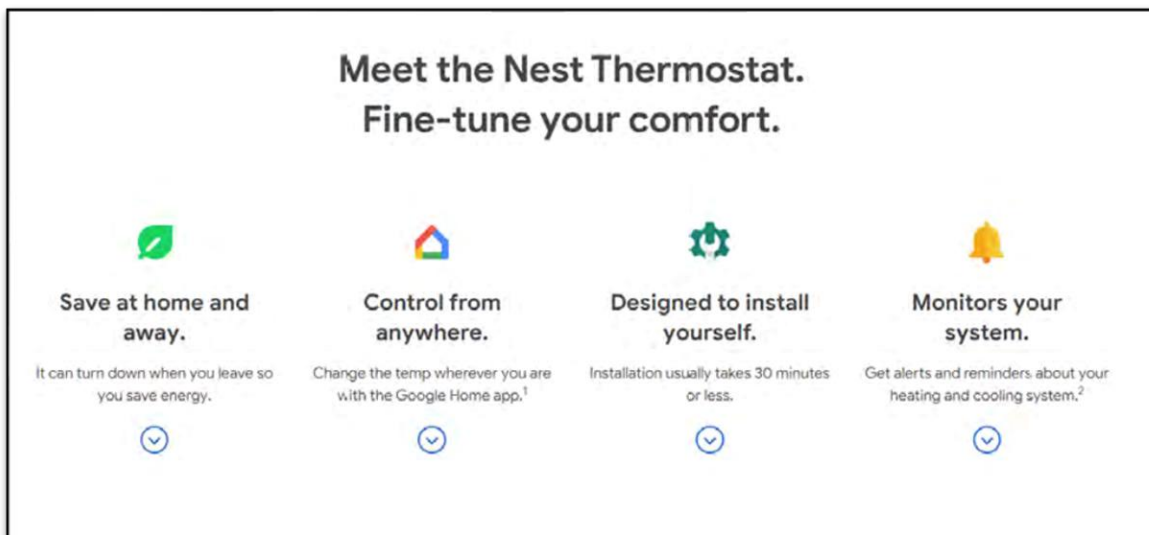 Meet the Nest Thermostat.
Fine-tune your comfort.
Save at home and
away.
It can turn down when you leave so
you save energy.
Control from
anywhere.
Change the temp wherever you are
with the Google Home app.¹
Designed to install
yourself.
Installation usually takes 30 minutes
or less.
Monitors your
system.
Get alerts and reminders about your
heating and cooling system.²